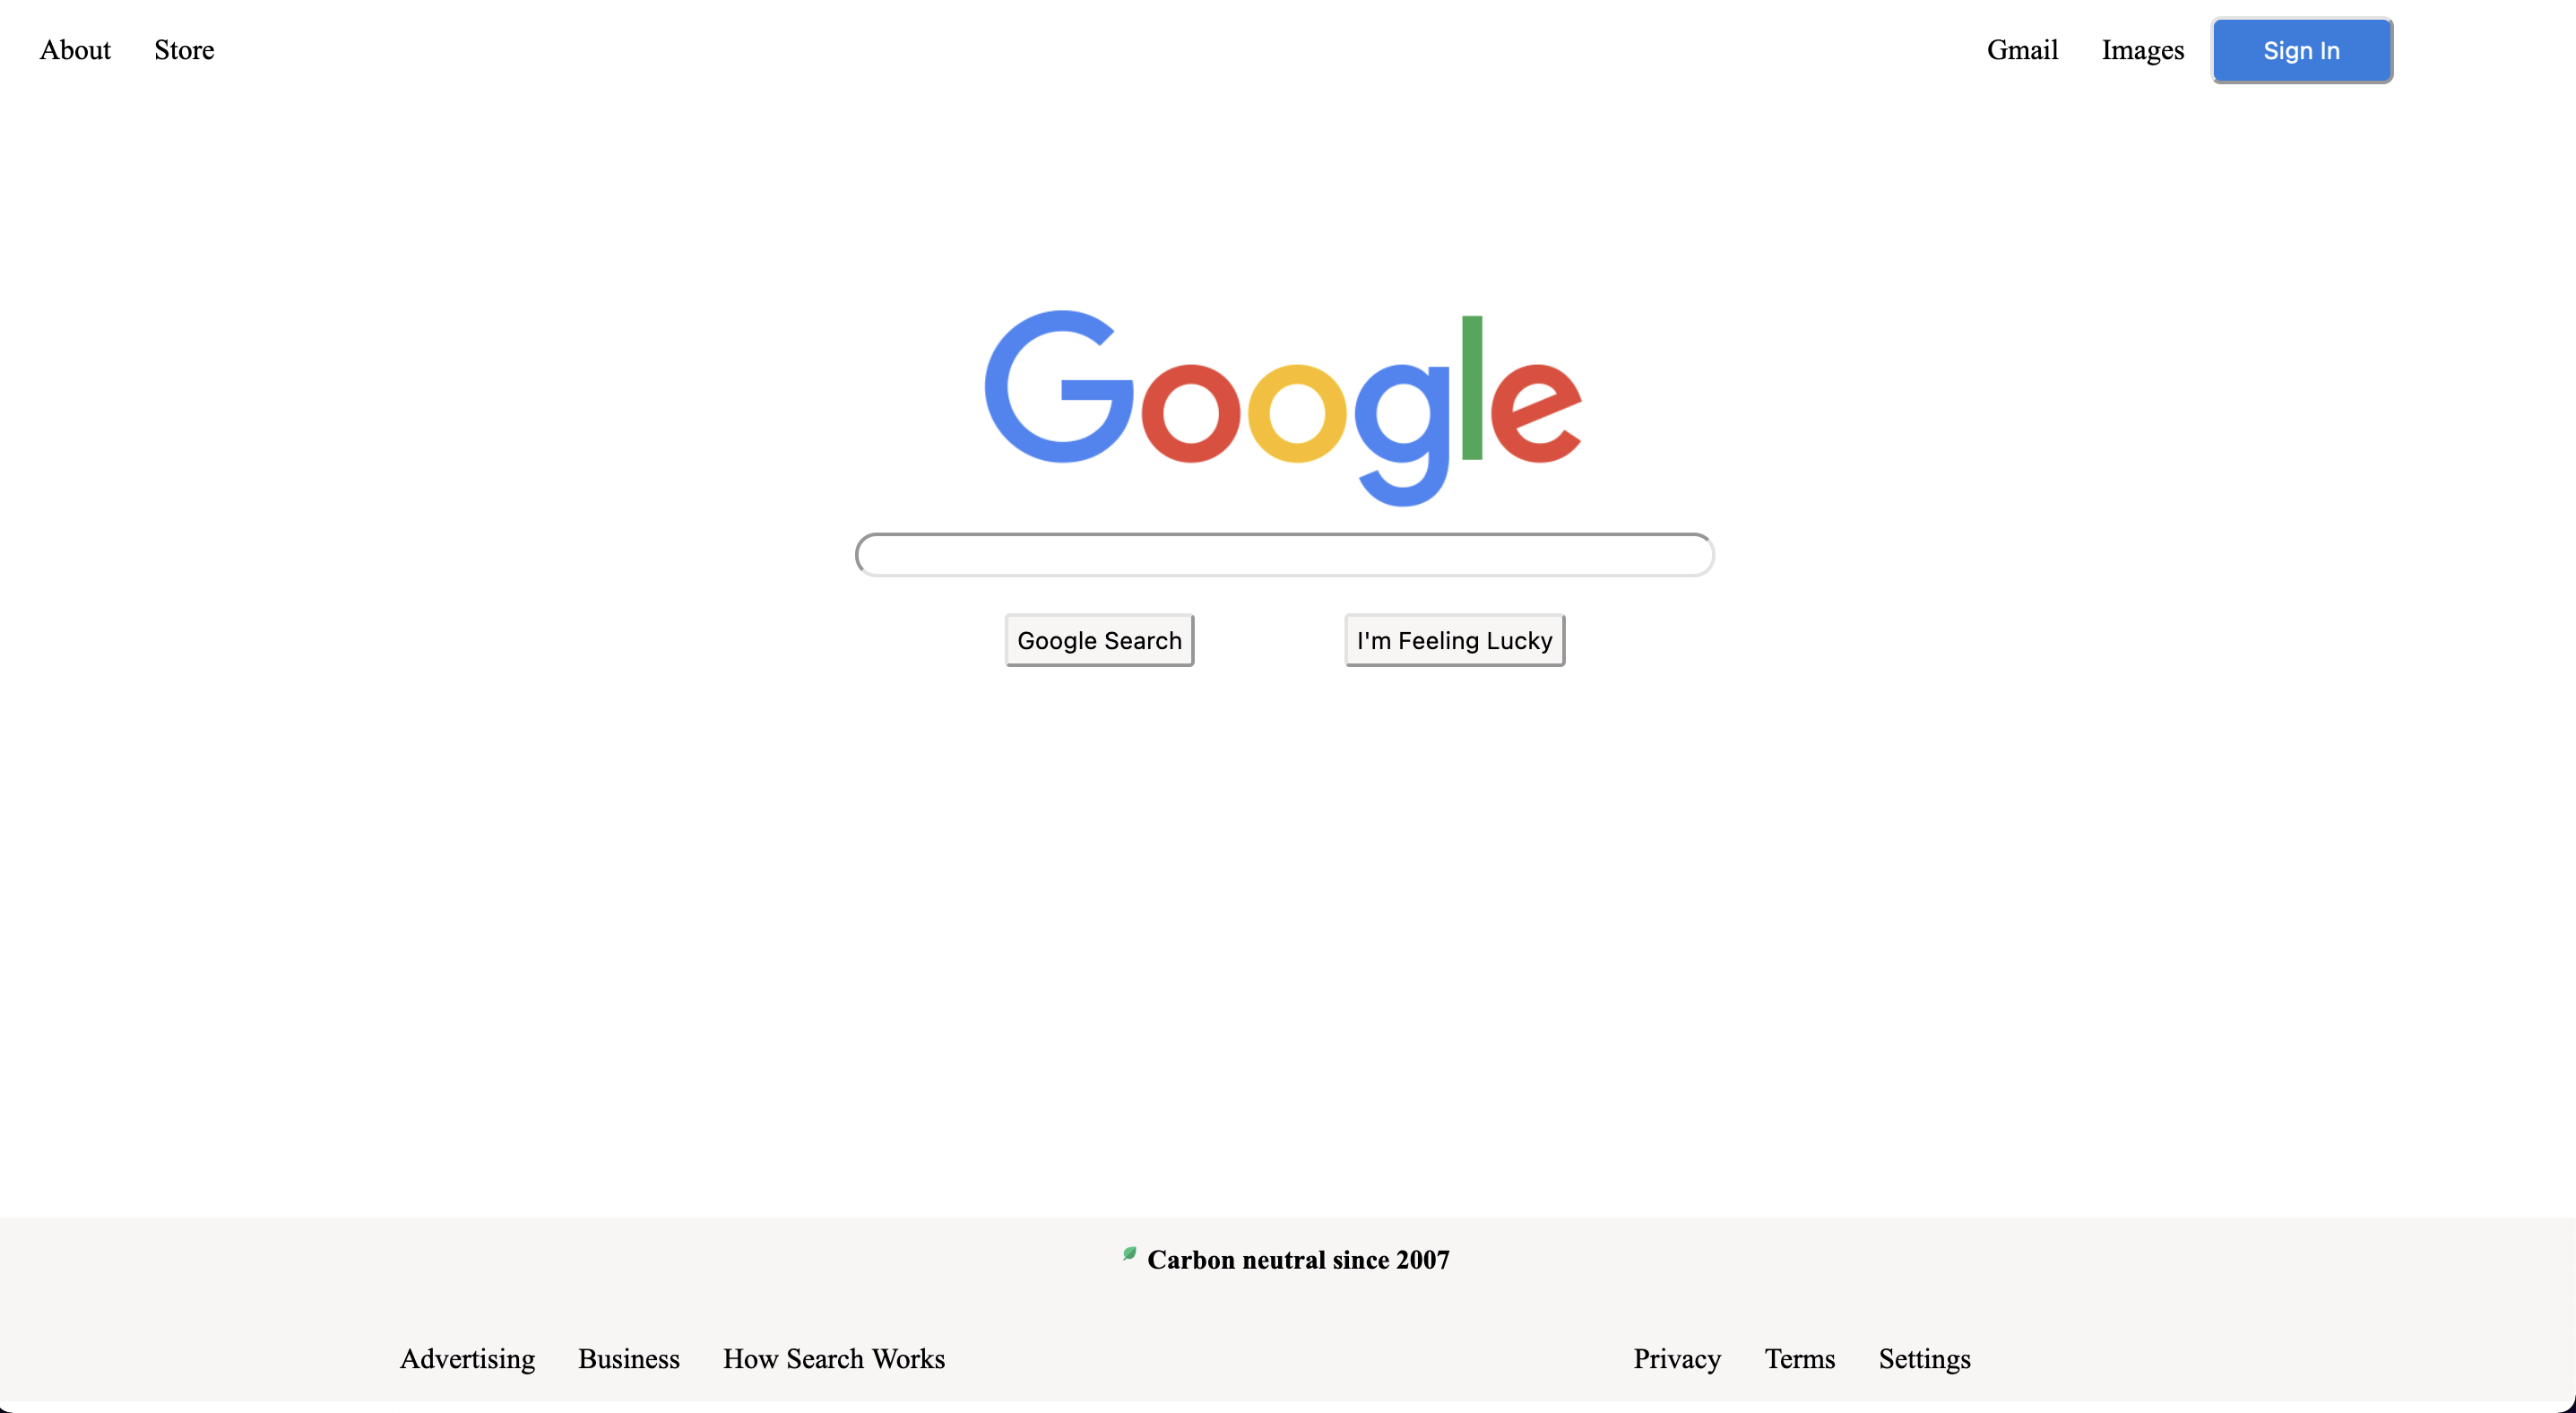 About Store Gmail Images Sign In
Google
Google Search I'm Feeling Lucky
Carbon neutral since 2007
Advertising Business How Search Works Privacy Terms Settings